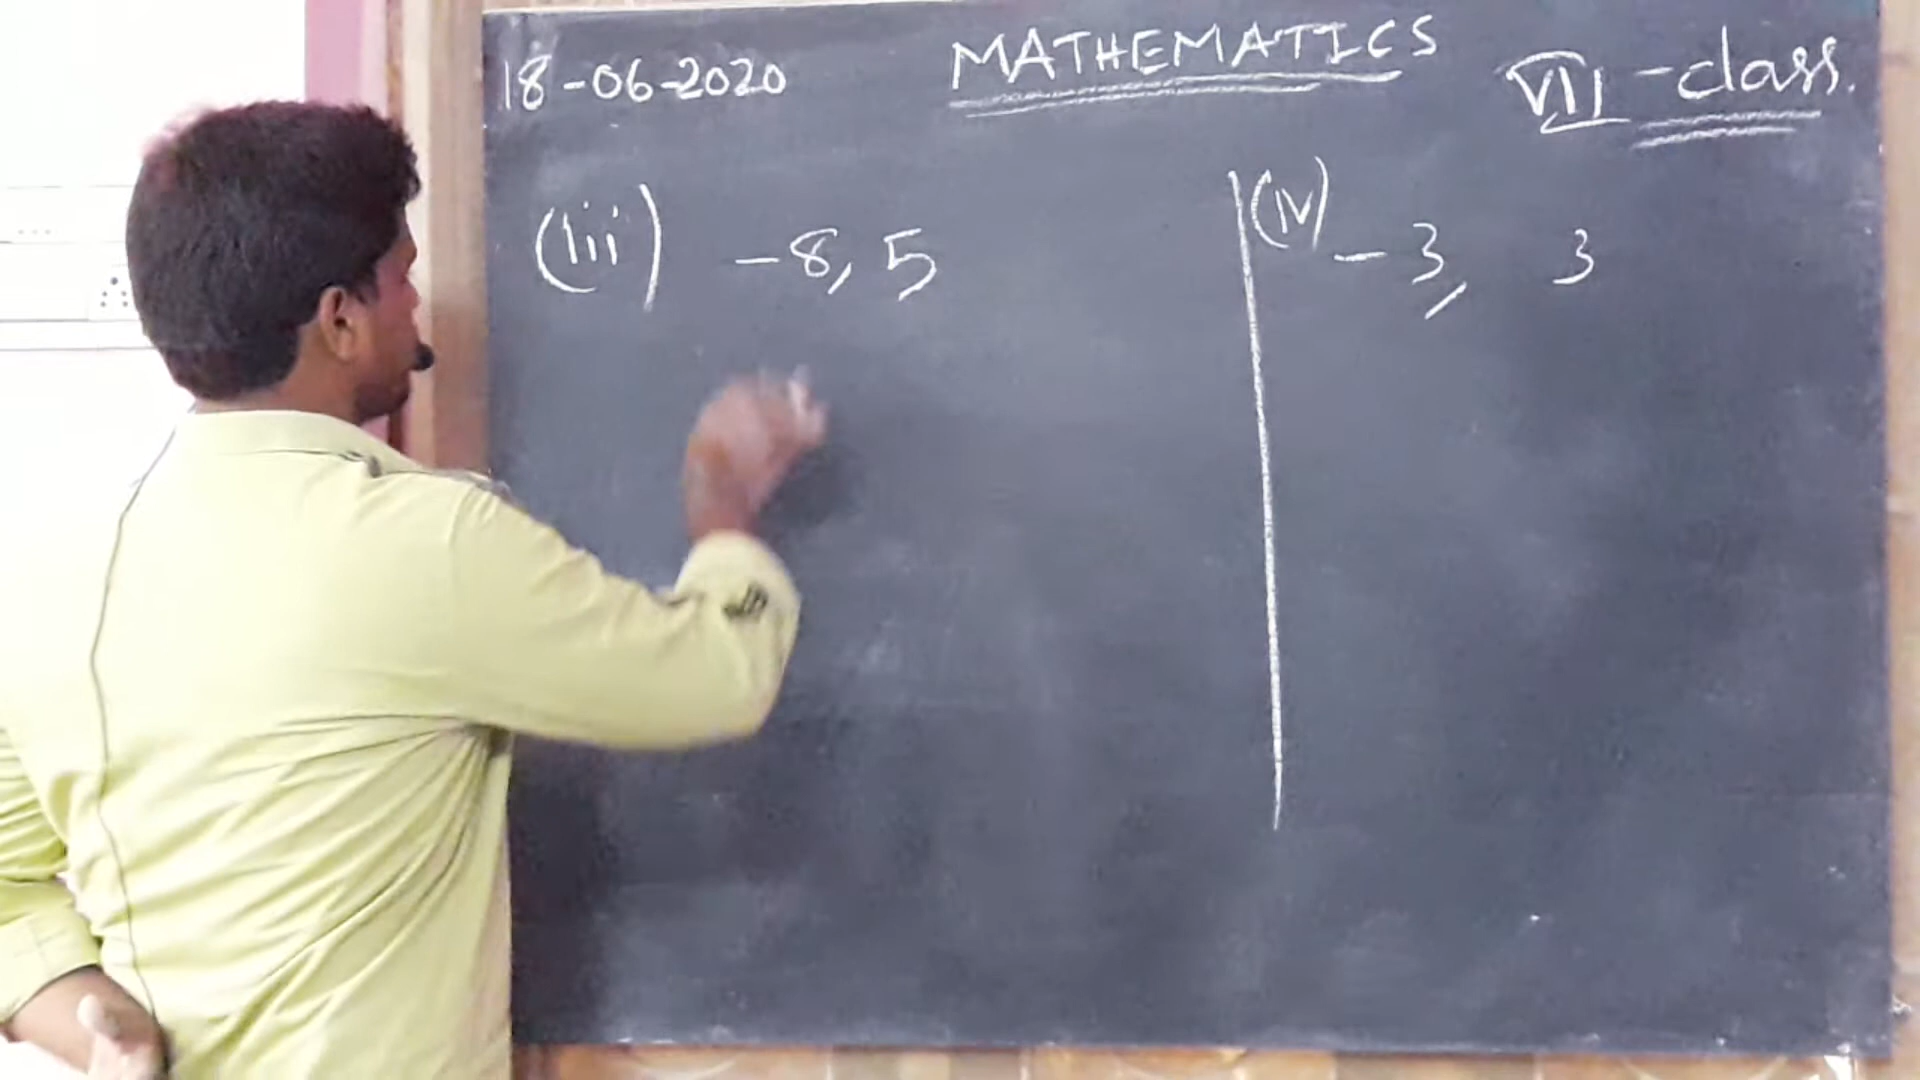 18-06-2020 MATHEMATICS VII -class.
(iii) -8, 5
(iv) -3, 3